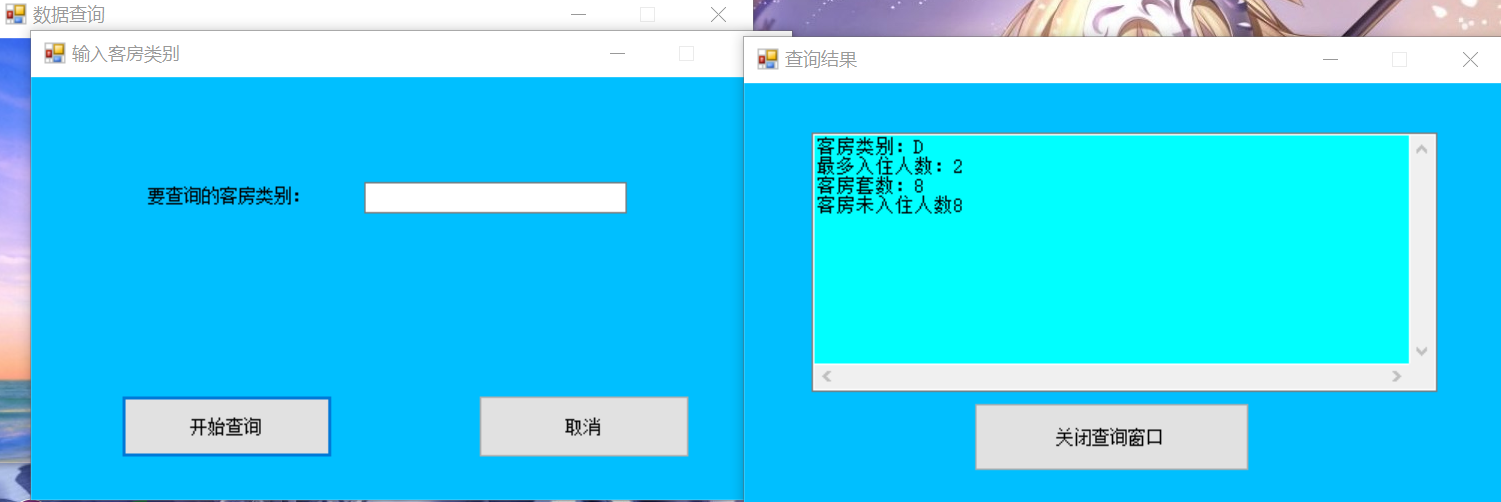 数据查询
输入客房类别
要查询的客房类别：
开始查询
取消
查询结果
客房类别：D
最多入住人数：2
客房套数：8
客房未入住人数8
关闭查询窗口